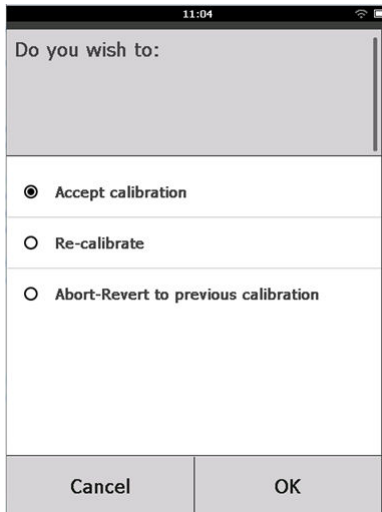 11:04
Do you wish to:
Accept calibration
Re-calibrate
Abort-Revert to previous calibration
Cancel
OK